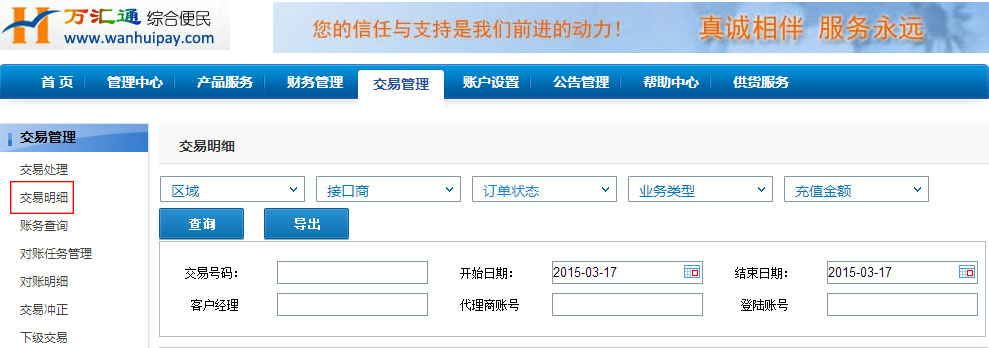 万汇通 综合便民
www.wanhuipay.com
您的信任与支持是我们前进的动力! 真诚相伴 服务永远
首 页 管理中心 产品服务 财务管理 交易管理 账户设置 公告管理 帮助中心 供货服务
交易管理
交易处理
交易明细
账务查询
对账任务管理
对账明细
交易冲正
下级交易
交易明细
区域 接口商 订单状态 业务类型 充值金额
查询 导出
交易号码: 开始日期: 2015-03-17 结束日期: 2015-03-17
客户经理 代理商账号 登陆账号